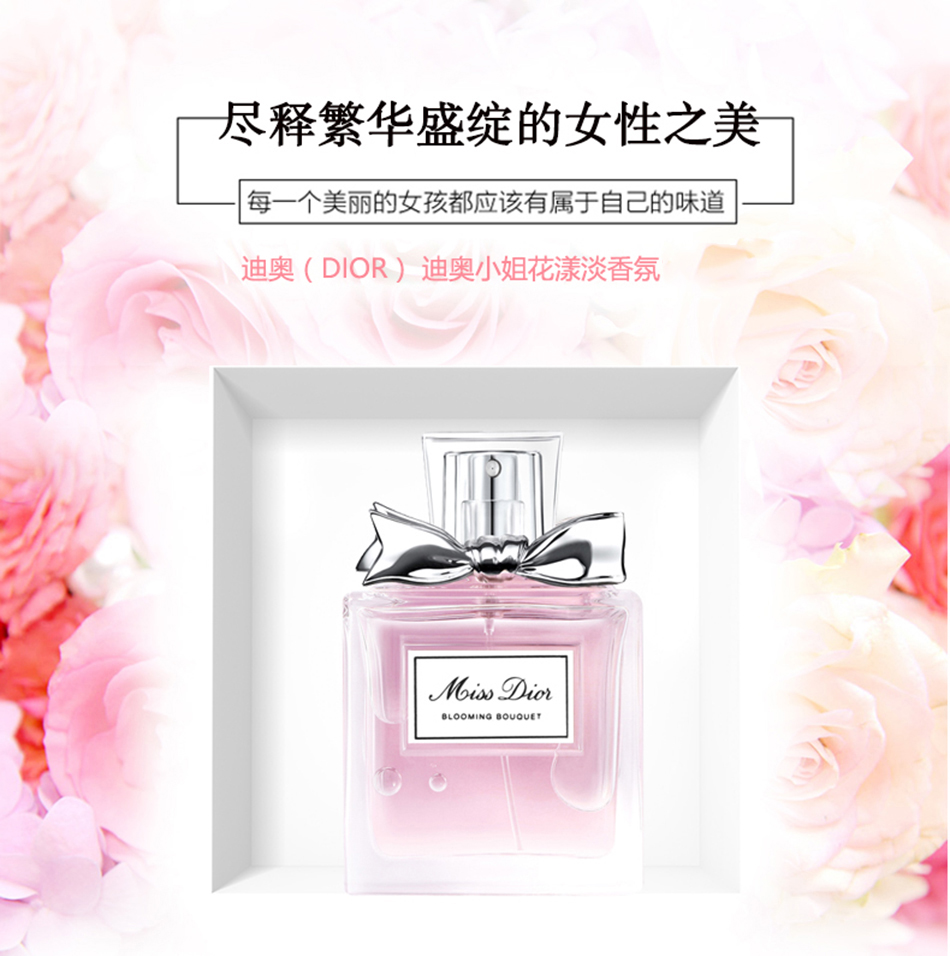 尽释繁华盛绽的女性之美
每一个美丽的女孩都应该有属于自己的味道
迪奥（DIOR） 迪奥小姐花漾淡香氛
Miss Dior
BLOOMING BOUQUET